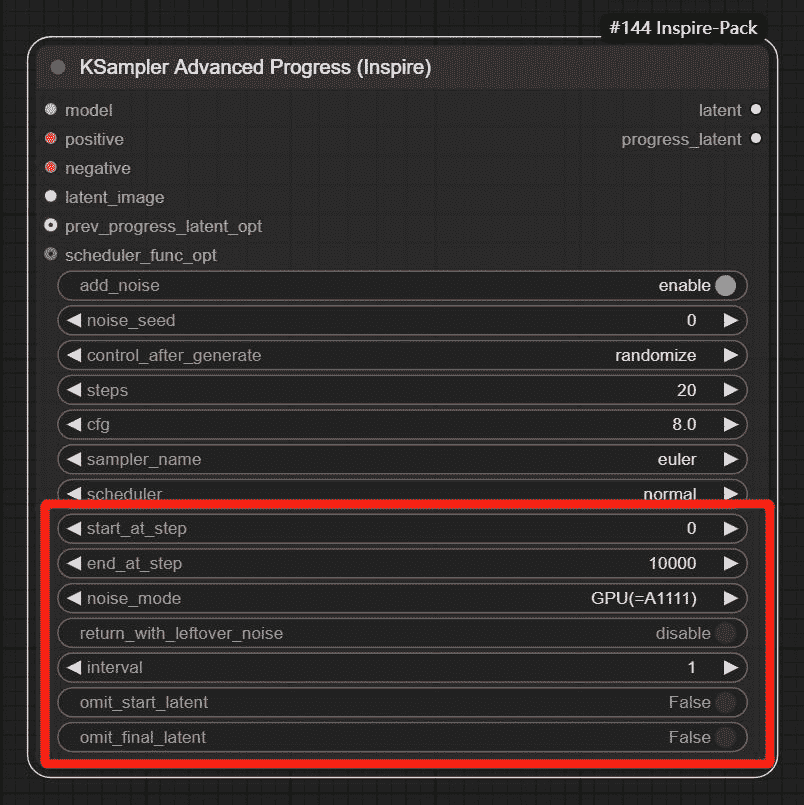 #144 Inspire-Pack
KSampler Advanced Progress (Inspire)
model latent
positive progress_latent
negative
latent_image
prev_progress_latent_opt
scheduler_func_opt
add_noise enable
noise_seed 0
control_after_generate randomize
steps 20
cfg 8.0
sampler_name euler
scheduler normal
start_at_step 0
end_at_step 10000
noise_mode GPU(=A1111)
return_with_leftover_noise disable
interval 1
omit_start_latent False
omit_final_latent False